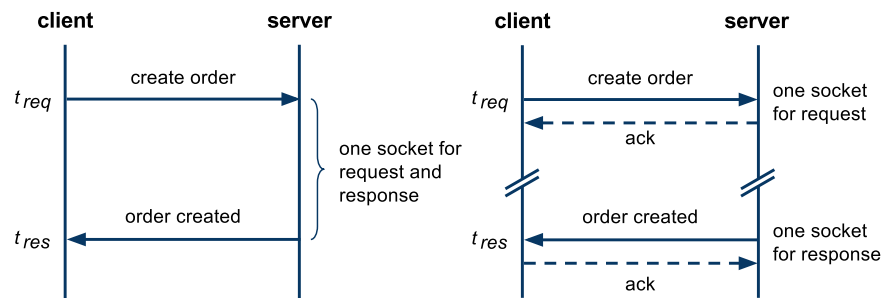 client
server
create order
t req
one socket for
request and
response
order created
t res
client
server
create order
t req
one socket
for request
ack
order created
t res
one socket
for response
ack